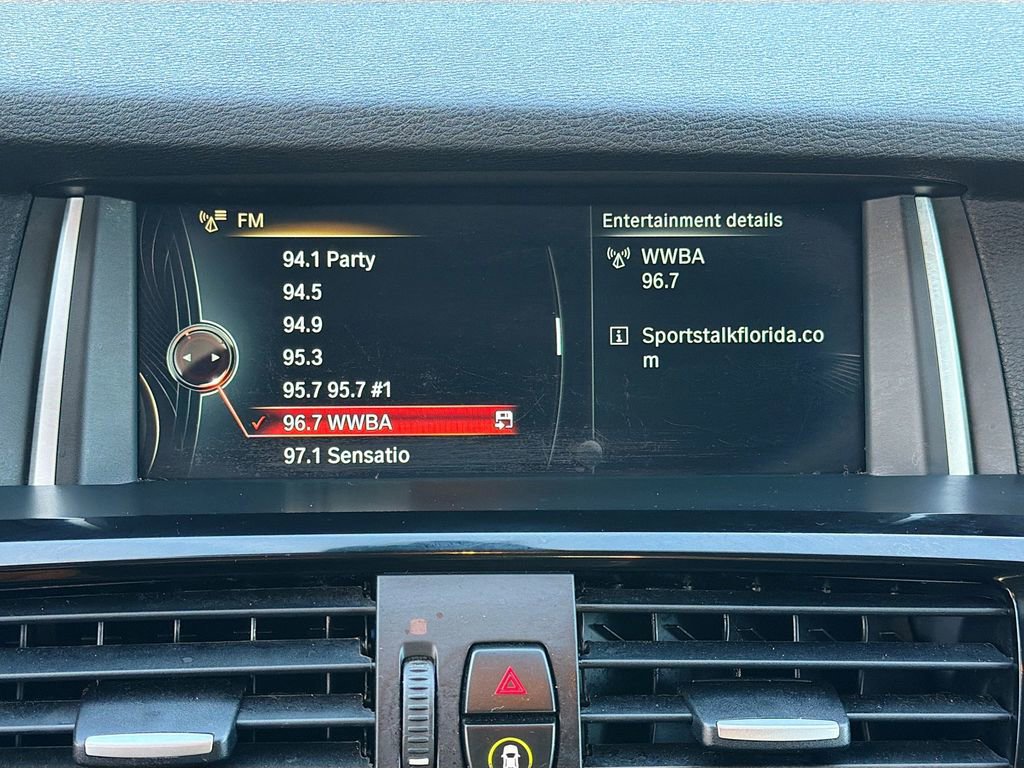 FM
94.1 Party
94.5
94.9
95.3
95.7 95.7 #1
96.7 WWBA
97.1 Sensatio
Entertainment details
WWBA
96.7
Sportstalkflorida.co
m